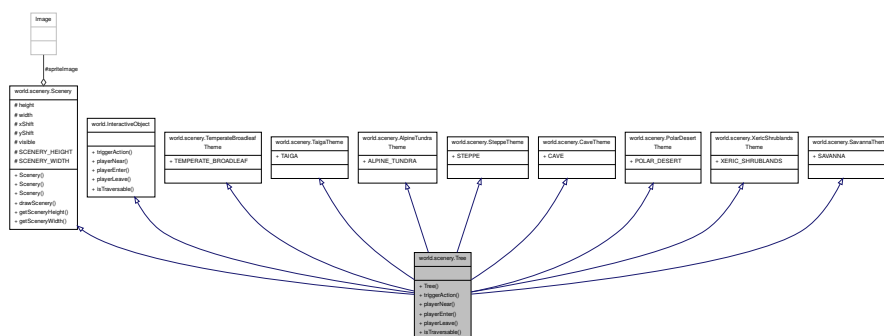 Image
#spriteImage
world.scenery.Scenery
# height
# width
# xShift
# yShift
# visible
# SCENERY_HEIGHT
# SCENERY_WIDTH
+ Scenery()
+ Scenery()
+ Scenery()
+ drawScenery()
+ getSceneryHeight()
+ getSceneryWidth()
world.InteractiveObject
+ triggerAction()
+ playerNear()
+ playerEnter()
+ playerLeave()
+ isTraversable()
world.scenery.TemperateBroadleaf
Theme
+ TEMPERATE_BROADLEAF
world.scenery.TaigaTheme
+ TAIGA
world.scenery.AlpineTundra
Theme
+ ALPINE_TUNDRA
world.scenery.SteppeTheme
+ STEPPE
world.scenery.CaveTheme
+ CAVE
world.scenery.PolarDesert
Theme
+ POLAR_DESERT
world.scenery.XericShrublands
Theme
+ XERIC_SHRUBLANDS
world.scenery.SavannaThem
+ SAVANNA
world.scenery.Tree
+ Tree()
+ triggerAction()
+ playerNear()
+ playerEnter()
+ playerLeave()
+ isTraversable()